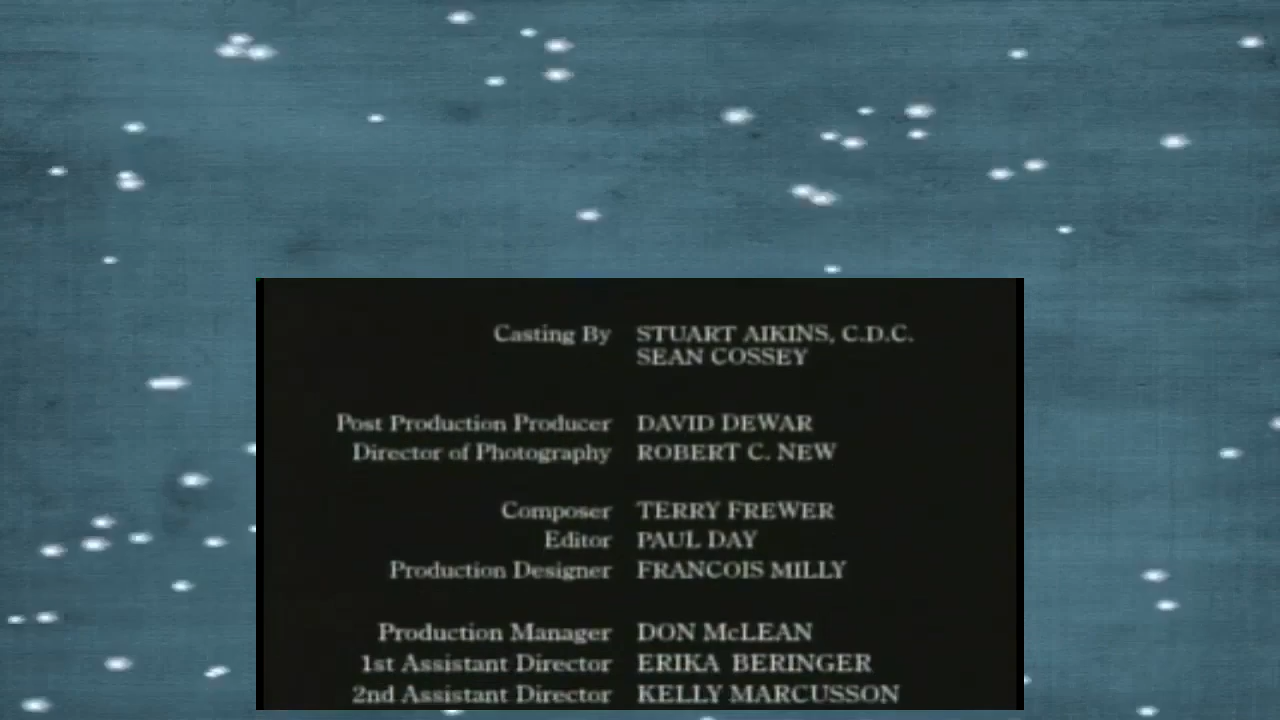 Casting By STUART AIKINS, C.D.C.
SEAN COSSEY
Post Production Producer DAVID DEWAR
Director of Photography ROBERT C. NEW
Composer TERRY FREWER
Editor PAUL DAY
Production Designer FRANCOIS MILLY
Production Manager DON McLEAN
1st Assistant Director ERIKA BERINGER
2nd Assistant Director KELLY MARCUSSON